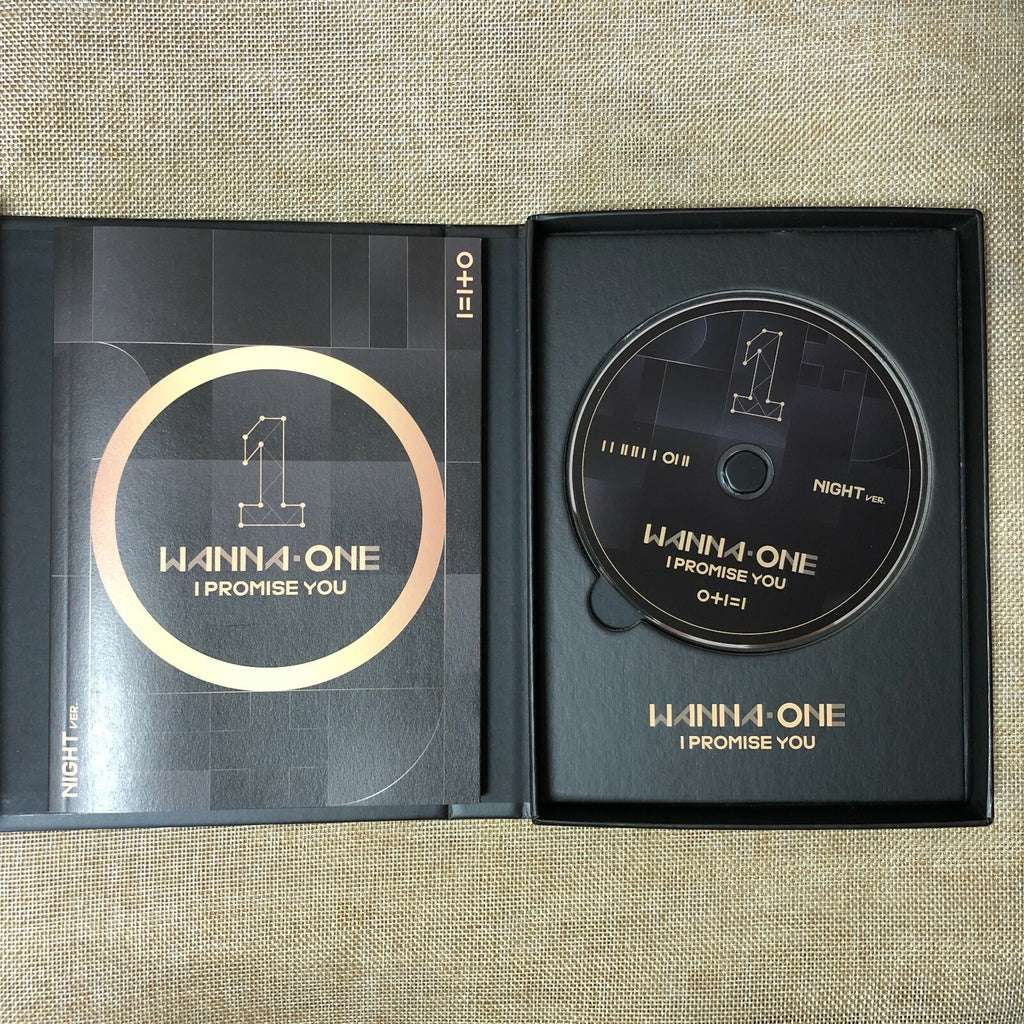 0+1=1
1
WANNA·ONE
I PROMISE YOU
NIGHT VER.
1
NIGHT VER.
WANNA·ONE
I PROMISE YOU
0+1=1
WANNA·ONE
I PROMISE YOU